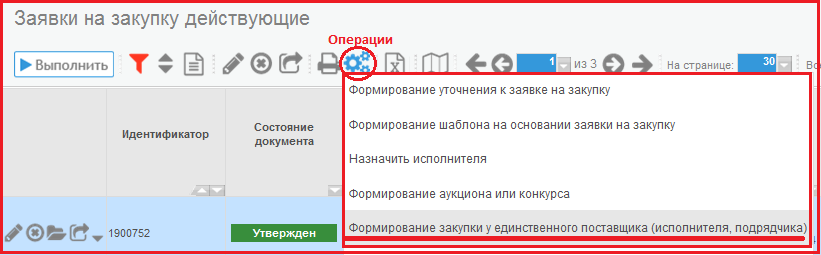 Заявки на закупку действующие
Операции
Выполнить
1 из 3 На странице: 30
Формирование уточнения к заявке на закупку
Формирование шаблона на основании заявки на закупку
Назначить исполнителя
Формирование аукциона или конкурса
Формирование закупки у единственного поставщика (исполнителя, подрядчика)
Идентификатор
Состояние
документа
1900752
Утвержден